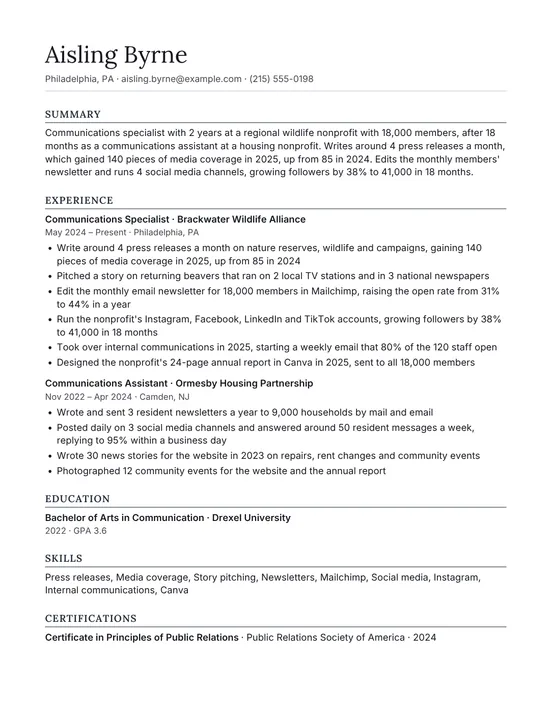 Aisling Byrne
Philadelphia, PA · aisling.byrne@example.com · (215) 555-0198
SUMMARY
Communications specialist with 2 years at a regional wildlife nonprofit with 18,000 members, after 18
months as a communications assistant at a housing nonprofit. Writes around 4 press releases a month,
which gained 140 pieces of media coverage in 2025, up from 85 in 2024. Edits the monthly members'
newsletter and runs 4 social media channels, growing followers by 38% to 41,000 in 18 months.
EXPERIENCE
Communications Specialist · Brackwater Wildlife Alliance
May 2024 – Present · Philadelphia, PA
• Write around 4 press releases a month on nature reserves, wildlife and campaigns, gaining 140
pieces of media coverage in 2025, up from 85 in 2024
• Pitched a story on returning beavers that ran on 2 local TV stations and in 3 national newspapers
• Edit the monthly email newsletter for 18,000 members in Mailchimp, raising the open rate from 31%
to 44% in a year
• Run the nonprofit's Instagram, Facebook, LinkedIn and TikTok accounts, growing followers by 38%
to 41,000 in 18 months
• Took over internal communications in 2025, starting a weekly email that 80% of the 120 staff open
• Designed the nonprofit's 24-page annual report in Canva in 2025, sent to all 18,000 members
Communications Assistant · Ormesby Housing Partnership
Nov 2022 – Apr 2024 · Camden, NJ
• Wrote and sent 3 resident newsletters a year to 9,000 households by mail and email
• Posted daily on 3 social media channels and answered around 50 resident messages a week,
replying to 95% within a business day
• Wrote 30 news stories for the website in 2023 on repairs, rent changes and community events
• Photographed 12 community events for the website and the annual report
EDUCATION
Bachelor of Arts in Communication · Drexel University
2022 · GPA 3.6
SKILLS
Press releases, Media coverage, Story pitching, Newsletters, Mailchimp, Social media, Instagram,
Internal communications, Canva
CERTIFICATIONS
Certificate in Principles of Public Relations · Public Relations Society of America · 2024